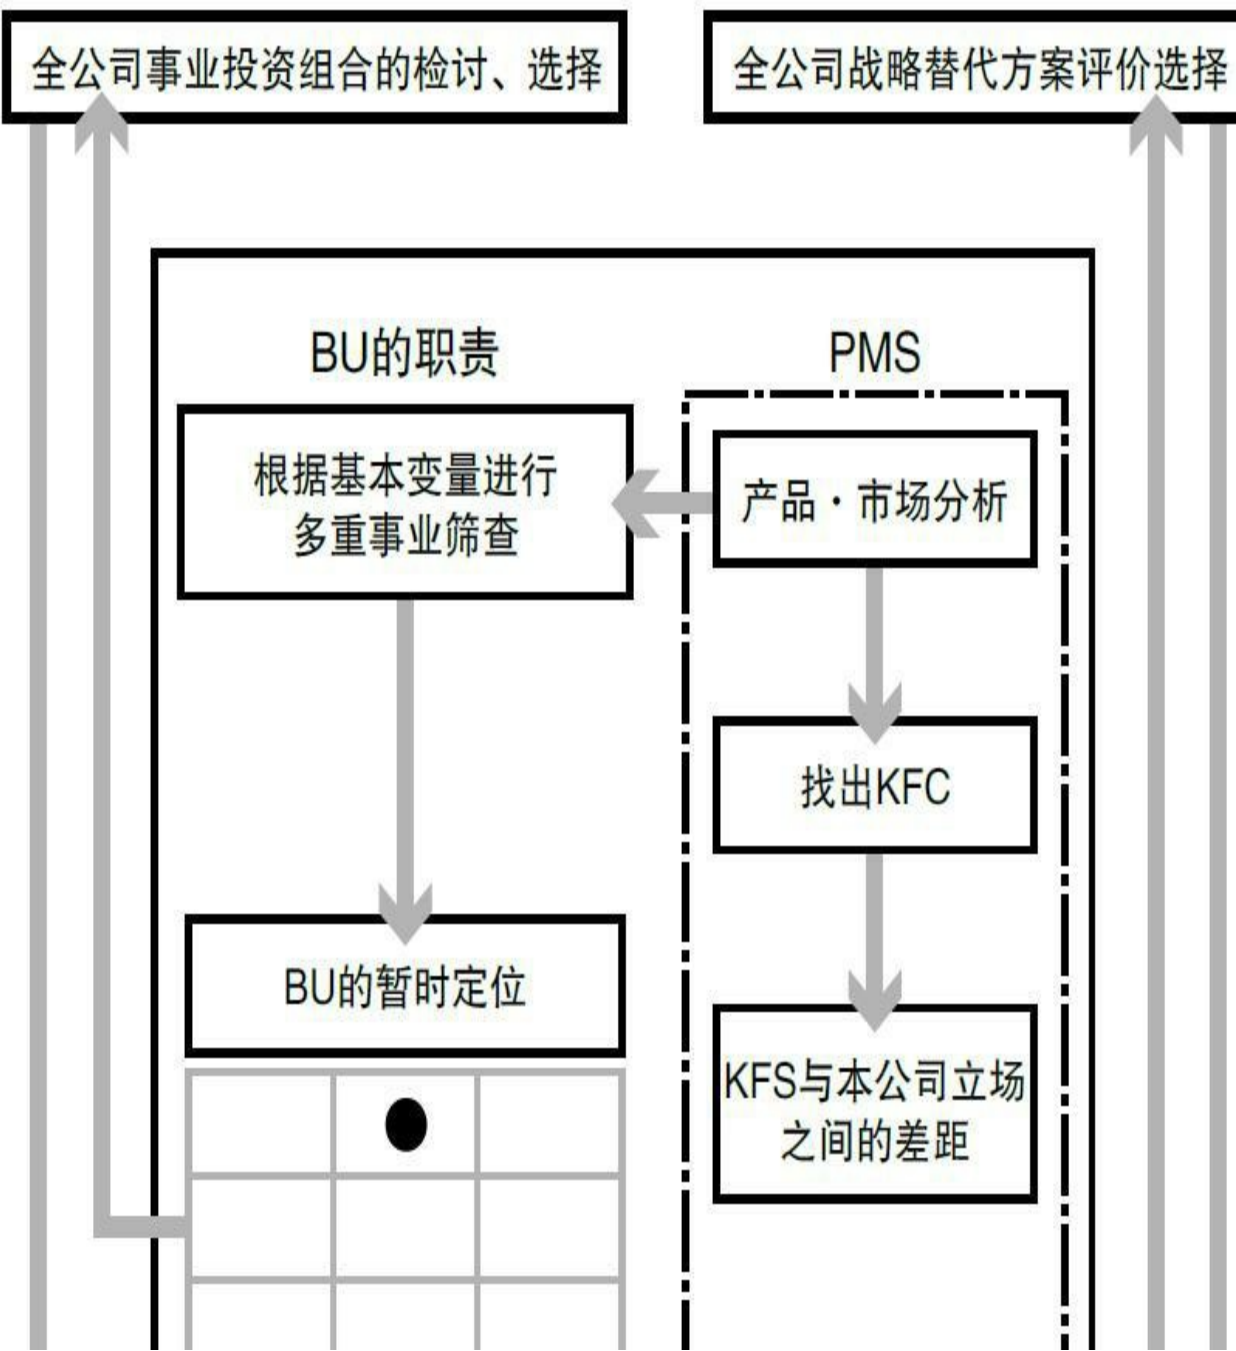 全公司事业投资组合的检讨、选择
全公司战略替代方案评价选择
BU的职责
PMS
根据基本变量进行
多重事业筛查
产品·市场分析
找出KFC
BU的暂时定位
KFS与本公司立场
之间的差距